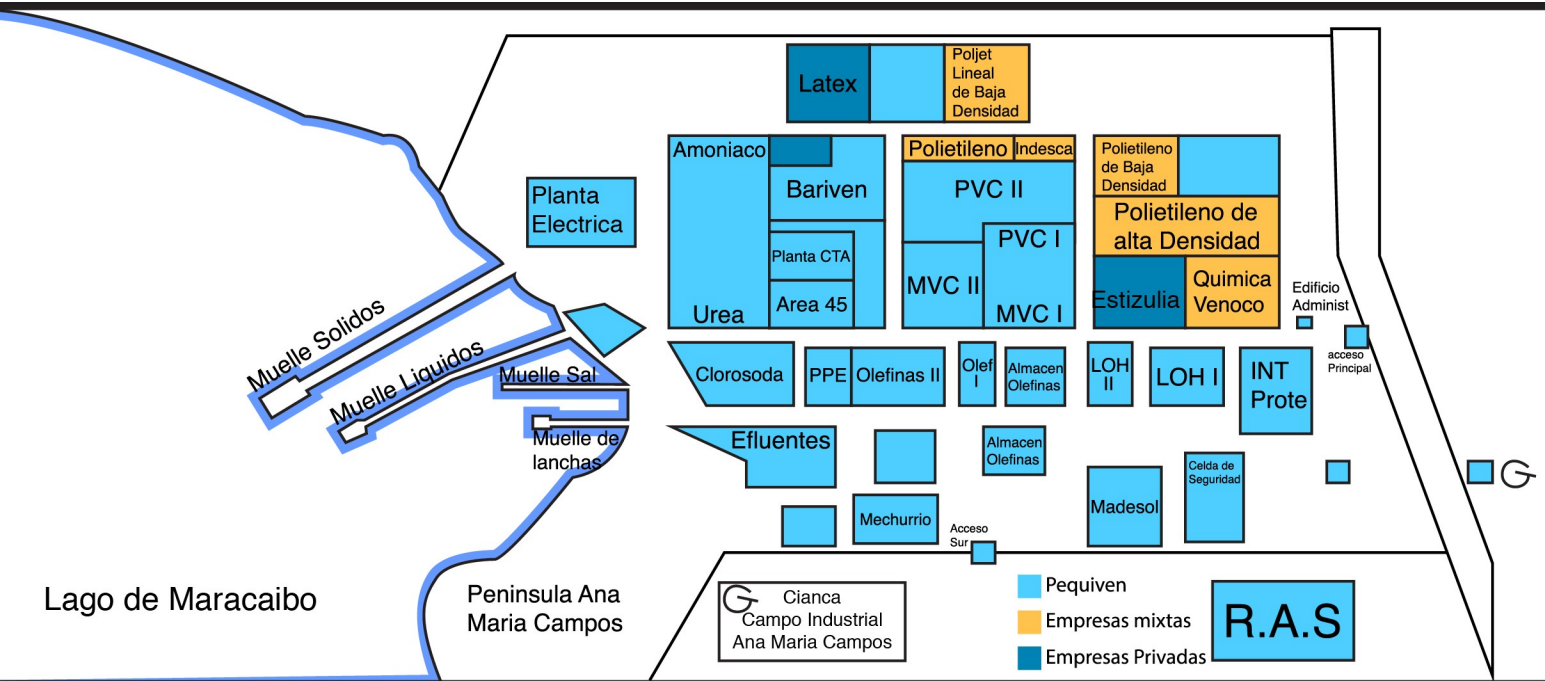 Latex
Poljet
Lineal
de Baja
Densidad
Amoniaco
Bariven
Planta CTA
Area 45
Urea
Polietileno
Indesca
PVC II
PVC I
MVC II
MVC I
Polietileno
de Baja
Densidad
Polietileno de
alta Densidad
Estizulia
Quimica
Venoco
Planta
Electrica
Edificio
Administ
acceso
Principal
Muelle Solidos
Muelle Liquidos
Muelle Sal
Muelle de
lanchas
Clorosoda
PPE
Olefinas II
Olef
I
Almacen
Olefinas
LOH
II
LOH I
INT
Prote
Efluentes
Almacen
Olefinas
Celda de
Seguridad
Madesol
Mechurrio
Acceso
Sur
G
Lago de Maracaibo
Peninsula Ana
Maria Campos
G
Cianca
Campo Industrial
Ana Maria Campos
Pequiven
Empresas mixtas
Empresas Privadas
R.A.S